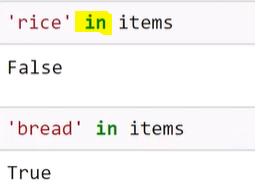 'rice' in items
False
'bread' in items
True